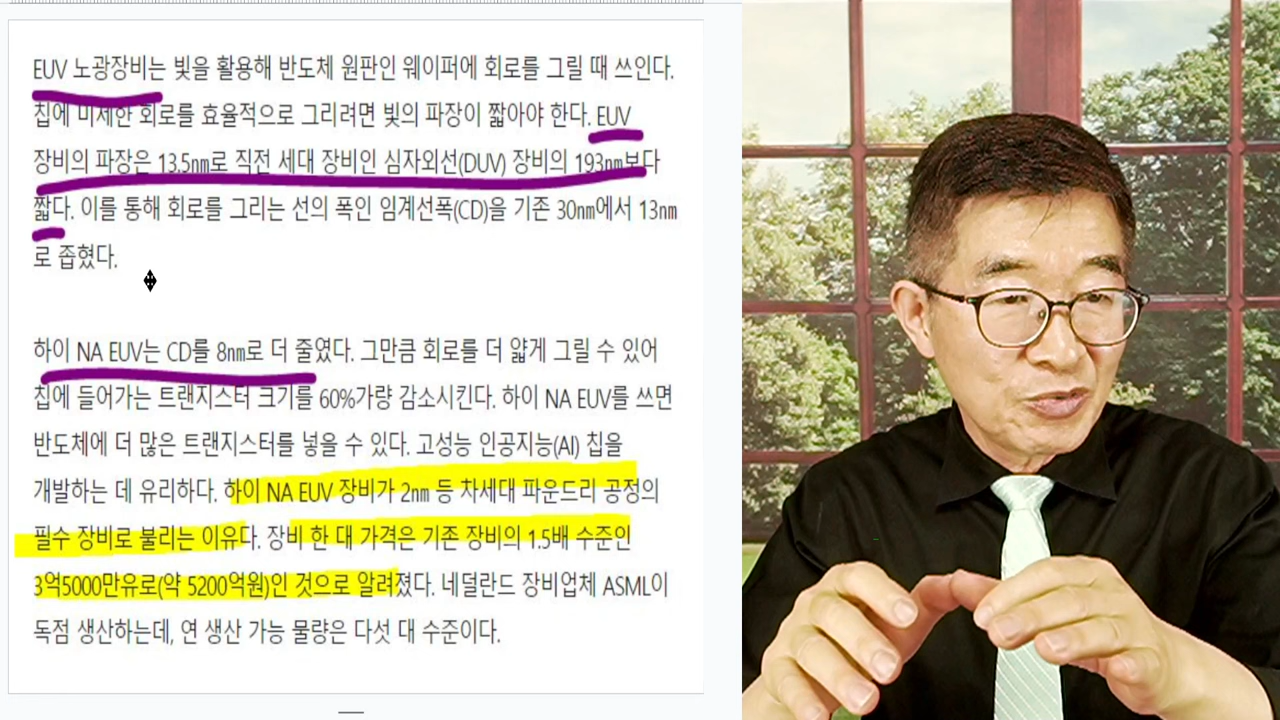 EUV 노광장비는 빛을 활용해 반도체 원판인 웨이퍼에 회로를 그릴 때 쓰인다.
칩에 미세한 회로를 효율적으로 그리려면 빛의 파장이 짧아야 한다. EUV
장비의 파장은 13.5㎚로 직전 세대 장비인 심자외선(DUV) 장비의 193㎚보다
짧다. 이를 통해 회로를 그리는 선의 폭인 임계선폭(CD)을 기존 30㎚에서 13㎚
로 좁혔다.
하이 NA EUV는 CD를 8㎚로 더 줄였다. 그만큼 회로를 더 얇게 그릴 수 있어
칩에 들어가는 트랜지스터 크기를 60%가량 감소시킨다. 하이 NA EUV를 쓰면
반도체에 더 많은 트랜지스터를 넣을 수 있다. 고성능 인공지능(AI) 칩을
개발하는 데 유리하다. 하이 NA EUV 장비가 2㎚ 등 차세대 파운드리 공정의
필수 장비로 불리는 이유다. 장비 한 대 가격은 기존 장비의 1.5배 수준인
3억5000만유로(약 5200억원)인 것으로 알려졌다. 네덜란드 장비업체 ASML이
독점 생산하는데, 연 생산 가능 물량은 다섯 대 수준이다.